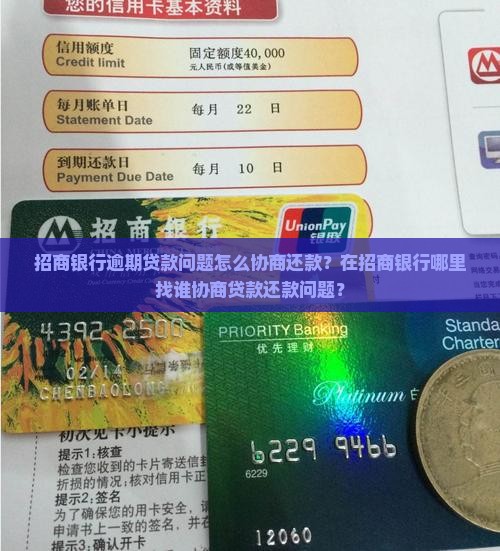 您的信用卡基本资料
信用额度
Credit limit
固定额度40,000
元人民币(或等值美金)
每月账单日
Statement Date
每月 22 日
到期还款日
Payment Due Date
每月 10 日
招商银行
UnionPay
银联
招商银行逾期贷款问题怎么协商还款？在招商银行哪里
找谁协商贷款还款问题？
4392 2500
02/14
CHENBAOLONG
PRIORITY Banking
优先理财
Standa
Charter
Platinum 白
6229 9466
6229
12060
初次见卡小提示
提示1:核查
检查您收到的卡片寄送信封
折损的情况;核对信用卡正
提示2:签名
为了确保您的用卡安全，请
申请书上一致的签名，并在
提示3:确认开卡